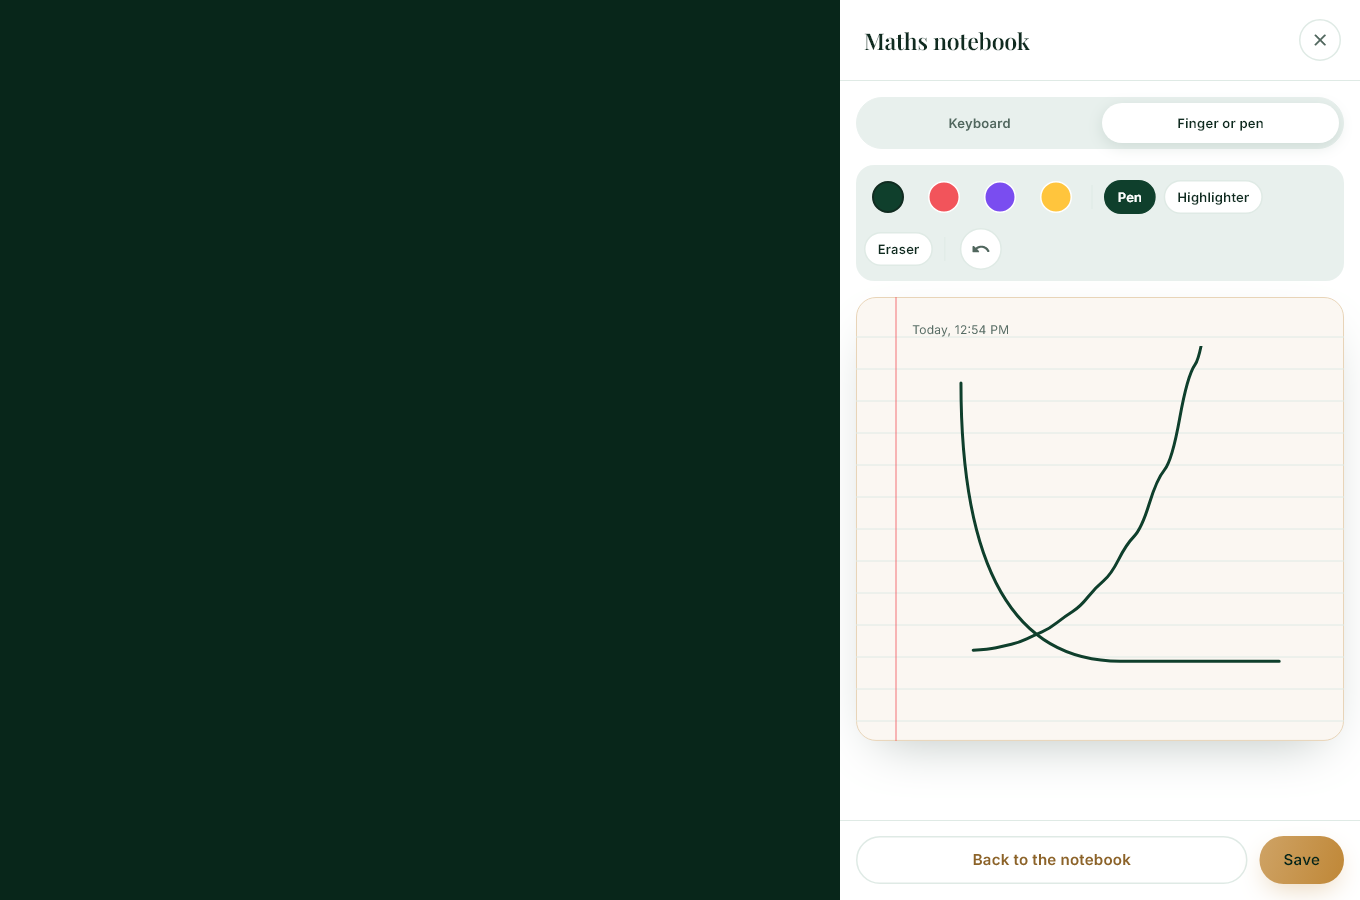 Maths notebook
Keyboard
Finger or pen
Pen
Highlighter
Eraser
Today, 12:54 PM
Back to the notebook
Save